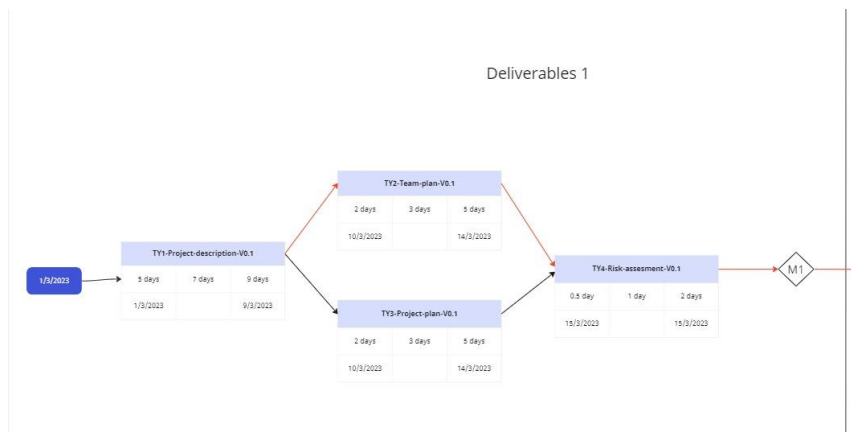 Deliverables 1
1/3/2023
TY1-Project-description-V0.1
5 days 7 days 9 days
1/3/2023 9/3/2023
TY2-Team-plan-V0.1
2 days 3 days 5 days
10/3/2023 14/3/2023
TY3-Project-plan-V0.1
2 days 3 days 5 days
10/3/2023 14/3/2023
TY4-Risk-assesment-V0.1
0.5 day 1 day 2 days
15/3/2023 15/3/2023
M1